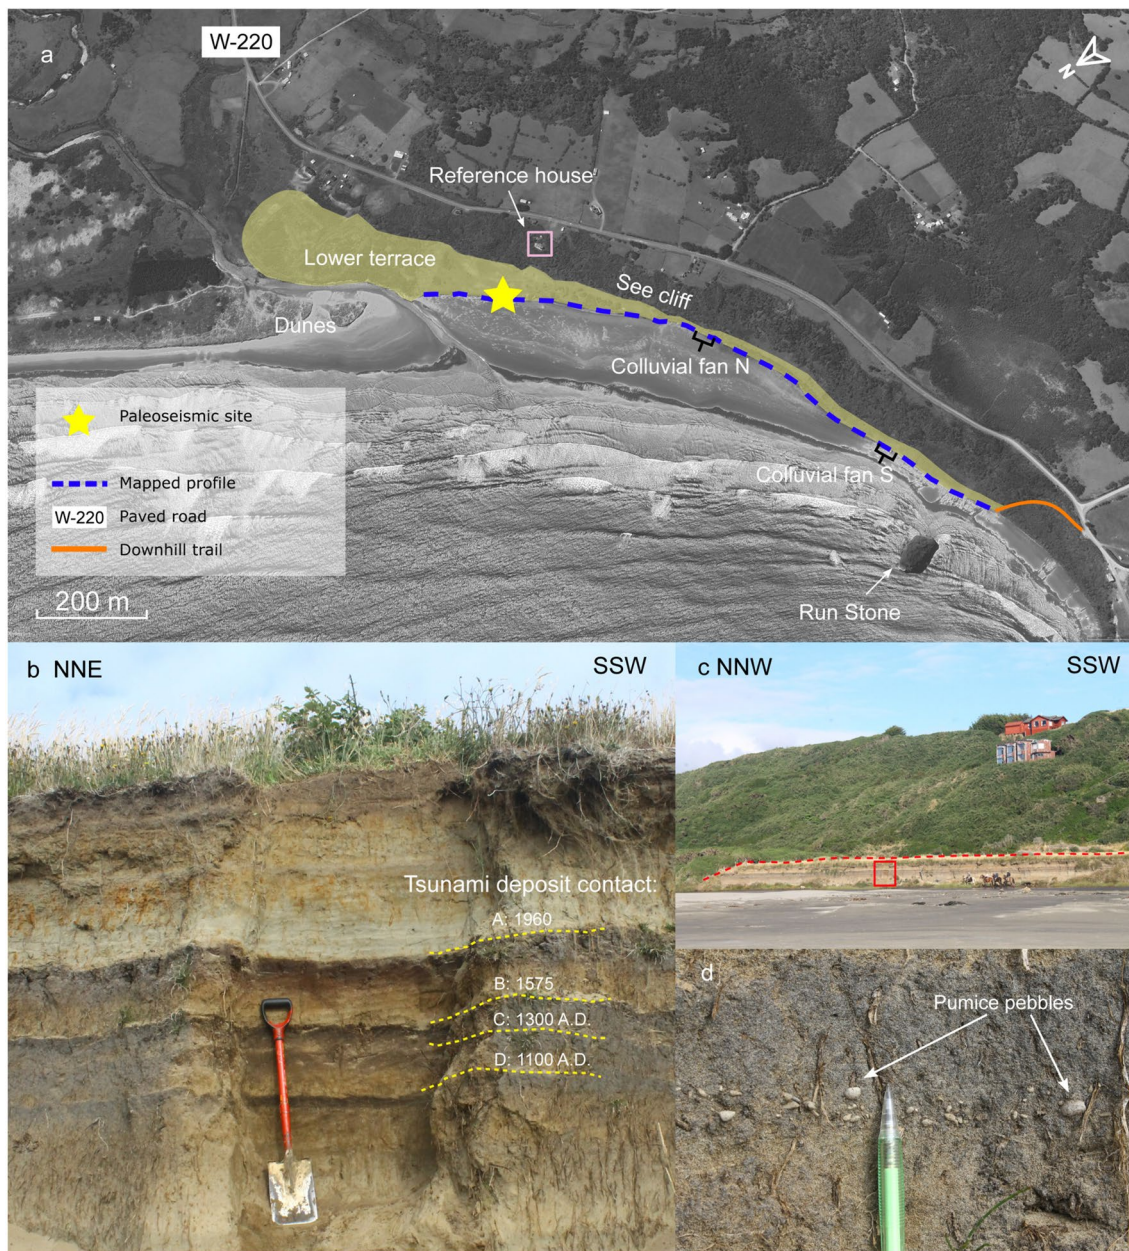 a
W-220
N
Reference house
Lower terrace
See cliff
Dunes
Colluvial fan N
Paleoseismic site
Colluvial fan S
Mapped profile
W-220 Paved road
Downhill trail
200 m
Run Stone
b NNE
SSW
Tsunami deposit contact:
A: 1960
B: 1575
C: 1300 A.D.
D: 1100 A.D.
c NNW
SSW
d
Pumice pebbles